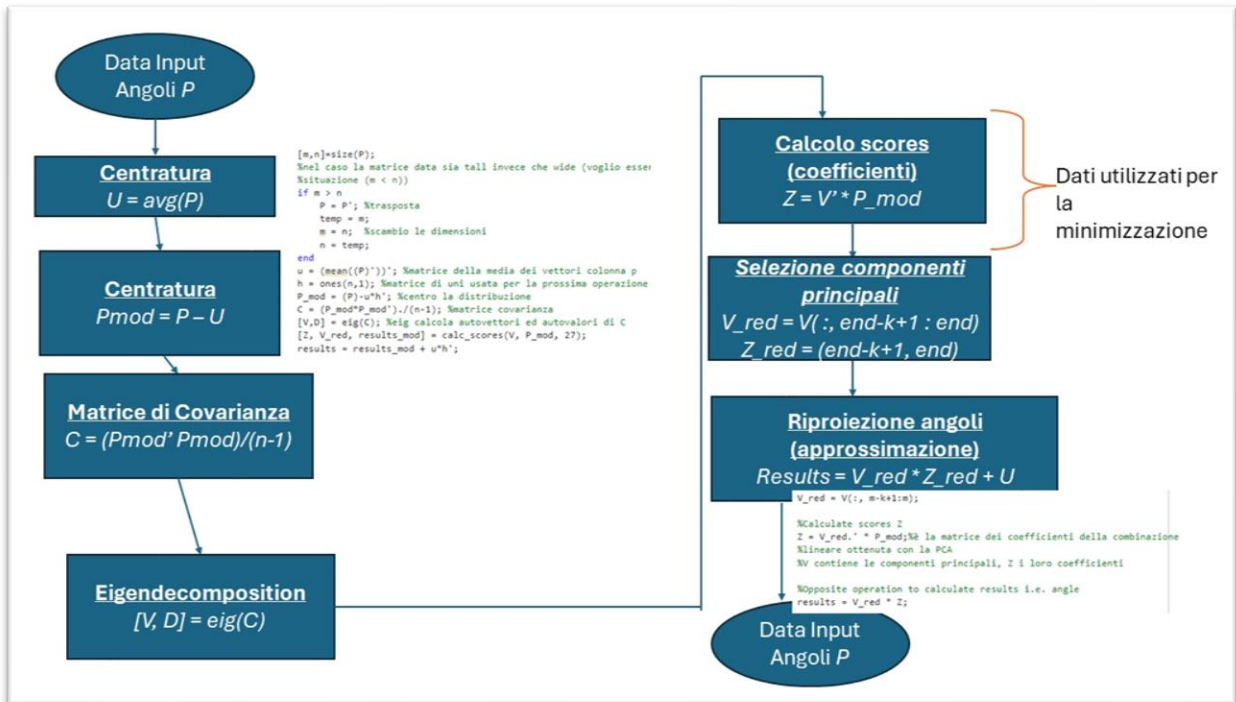 Data Input
Angoli P
Centratura
U = avg(P)
Centratura
Pmod = P – U
Matrice di Covarianza
C = (Pmod’ Pmod)/(n-1)
Eigendecomposition
[V, D] = eig(C)
[m,n]=size(P);
%nel caso la matrice data sia tall invece che wide (voglio esser
%situazione (m < n))
if m > n
P = P'; %trasposta
temp = m;
m = n; %scambio le dimensioni
n = temp;
end
u = (mean((P)'))'; %matrice della media dei vettori colonna p
h = ones(n,1); %matrice di uni usata per la prossima operazione
P_mod = (P)-u*h'; %centro la distribuzione
C = (P_mod*P_mod')./(n-1); %matrice covarianza
[V,D] = eig(C); %eig calcola autovettori ed autovalori di C
[Z, V_red, results_mod] = calc_scores(V, P_mod, 27);
results = results_mod + u*h';
Calcolo scores
(coefficienti)
Z = V’ * P_mod
Dati utilizzati per
la
minimizzazione
Selezione componenti
principali
V_red = V( :, end-k+1 : end)
Z_red = (end-k+1, end)
Riproiezione angoli
(approssimazione)
Results = V_red * Z_red + U
V_red = V(:, m-k+1:m);
%Calculate scores Z
Z = V_red.' * P_mod;%è la matrice dei coefficienti della combinazione
%lineare ottenuta con la PCA
%V contiene le componenti principali, Z i loro coefficienti
%Opposite operation to calculate results i.e. angle
results = V_red * Z;
Data Input
Angoli P